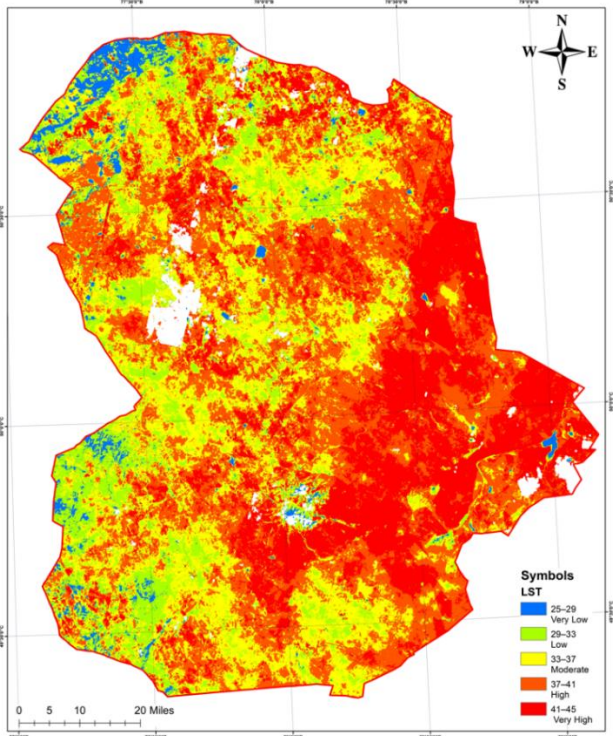 N
W E
S
Symbols
LST
25–29
Very Low
29–33
Low
33–37
Moderate
37–41
High
41–45
Very High
0 5 10 20 Miles